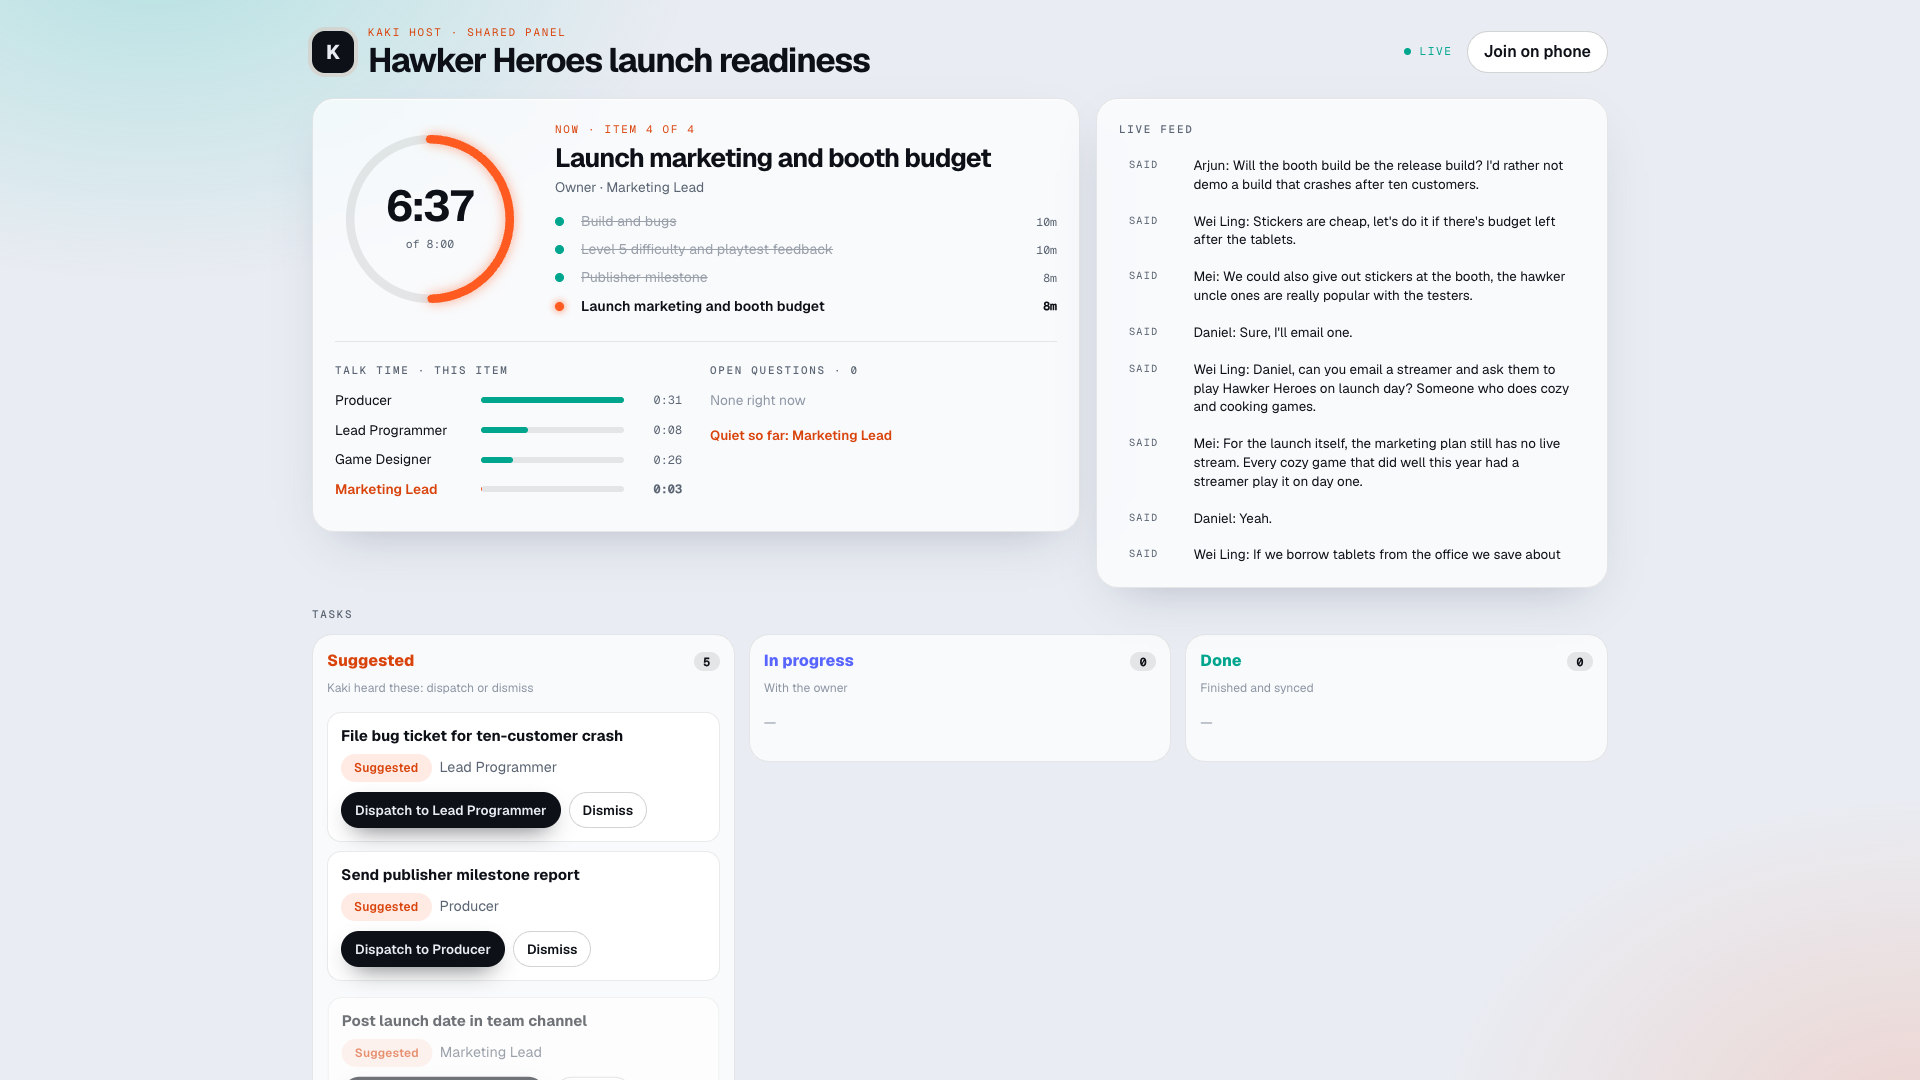 K
KAKI HOST · SHARED PANEL
Hawker Heroes launch readiness
LIVE
Join on phone
6:37
of 8:00
NOW · ITEM 4 OF 4
Launch marketing and booth budget
Owner · Marketing Lead
Build and bugs 10m
Level 5 difficulty and playtest feedback 10m
Publisher milestone 8m
Launch marketing and booth budget 8m
TALK TIME · THIS ITEM
Producer 0:31
Lead Programmer 0:08
Game Designer 0:26
Marketing Lead 0:03
OPEN QUESTIONS · 0
None right now
Quiet so far: Marketing Lead
LIVE FEED
SAID Arjun: Will the booth build be the release build? I'd rather not
demo a build that crashes after ten customers.
SAID Wei Ling: Stickers are cheap, let's do it if there's budget left
after the tablets.
SAID Mei: We could also give out stickers at the booth, the hawker
uncle ones are really popular with the testers.
SAID Daniel: Sure, I'll email one.
SAID Wei Ling: Daniel, can you email a streamer and ask them to
play Hawker Heroes on launch day? Someone who does cozy
and cooking games.
SAID Mei: For the launch itself, the marketing plan still has no live
stream. Every cozy game that did well this year had a
streamer play it on day one.
SAID Daniel: Yeah.
SAID Wei Ling: If we borrow tablets from the office we save about
TASKS
Suggested 5
Kaki heard these: dispatch or dismiss
File bug ticket for ten-customer crash
Suggested Lead Programmer
Dispatch to Lead Programmer Dismiss
Send publisher milestone report
Suggested Producer
Dispatch to Producer Dismiss
Post launch date in team channel
Suggested Marketing Lead
In progress 0
With the owner
—
Done 0
Finished and synced
—